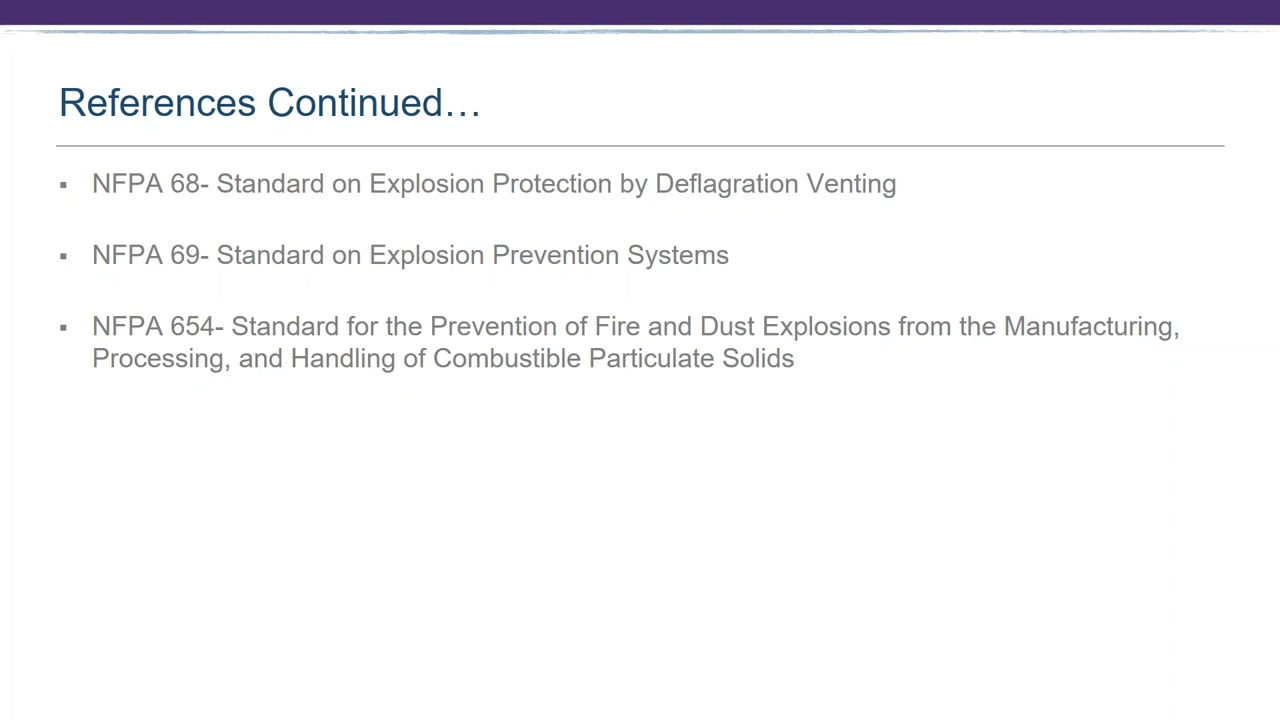 References Continued…
▪ NFPA 68- Standard on Explosion Protection by Deflagration Venting
▪ NFPA 69- Standard on Explosion Prevention Systems
▪ NFPA 654- Standard for the Prevention of Fire and Dust Explosions from the Manufacturing,
Processing, and Handling of Combustible Particulate Solids